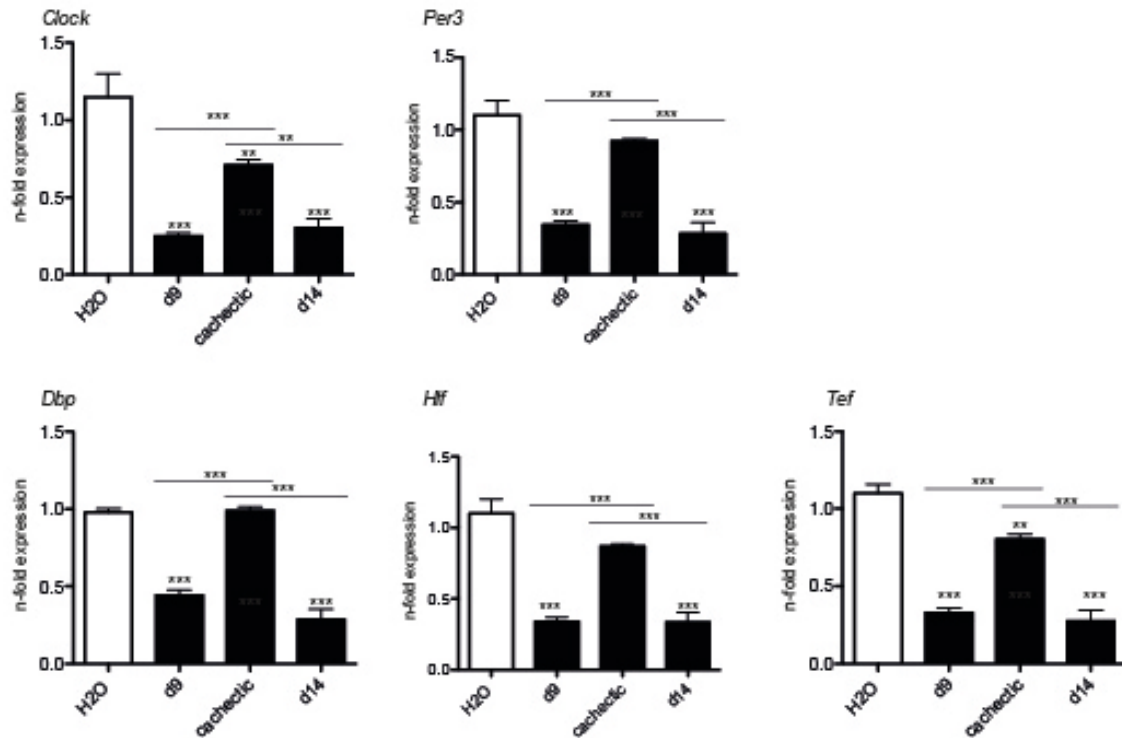 Clock
n-fold expression
1.5
1.0
0.5
0.0
***
**
**
***
***
***
H2O
d9
cachectic
d14
Per3
n-fold expression
1.5
1.0
0.5
0.0
***
***
***
***
***
H2O
d9
cachectic
d14
Dbp
n-fold expression
1.5
1.0
0.5
0.0
***
***
***
***
***
H2O
d9
cachectic
d14
Hlf
n-fold expression
1.5
1.0
0.5
0.0
***
***
***
***
H2O
d9
cachectic
d14
Tef
n-fold expression
1.5
1.0
0.5
0.0
***
***
**
***
***
***
H2O
d9
cachectic
d14